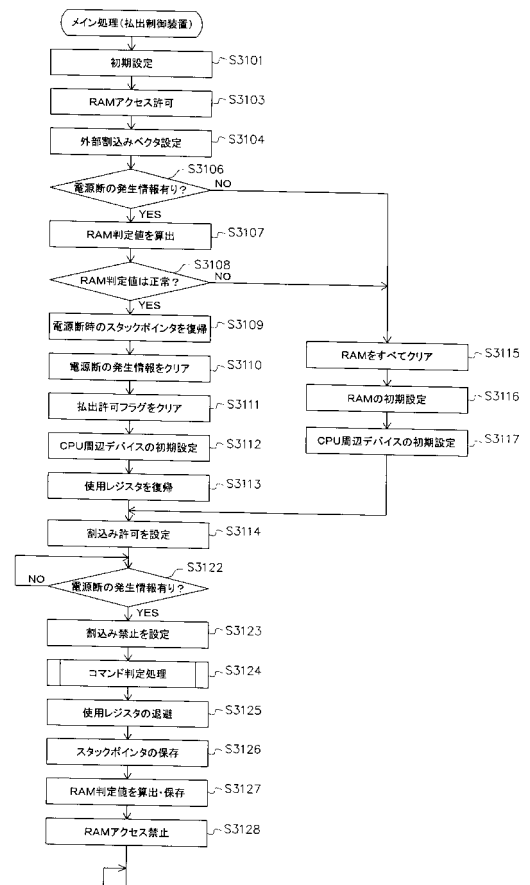 メイン処理(払出制御装置)
初期設定
S3101
RAMアクセス許可
S3103
外部割込みベクタ設定
S3104
S3106
電源断の発生情報有り?
NO
YES
RAM判定値を算出
S3107
S3108
RAM判定値は正常?
NO
YES
電源断時のスタックポインタを復帰
S3109
電源断の発生情報をクリア
S3110
払出許可フラグをクリア
S3111
CPU周辺デバイスの初期設定
S3112
使用レジスタを復帰
S3113
RAMをすべてクリア
S3115
RAMの初期設定
S3116
CPU周辺デバイスの初期設定
S3117
割込み許可を設定
S3114
S3122
電源断の発生情報有り?
NO
YES
割込み禁止を設定
S3123
コマンド判定処理
S3124
使用レジスタの退避
S3125
スタックポインタの保存
S3126
RAM判定値を算出・保存
S3127
RAMアクセス禁止
S3128